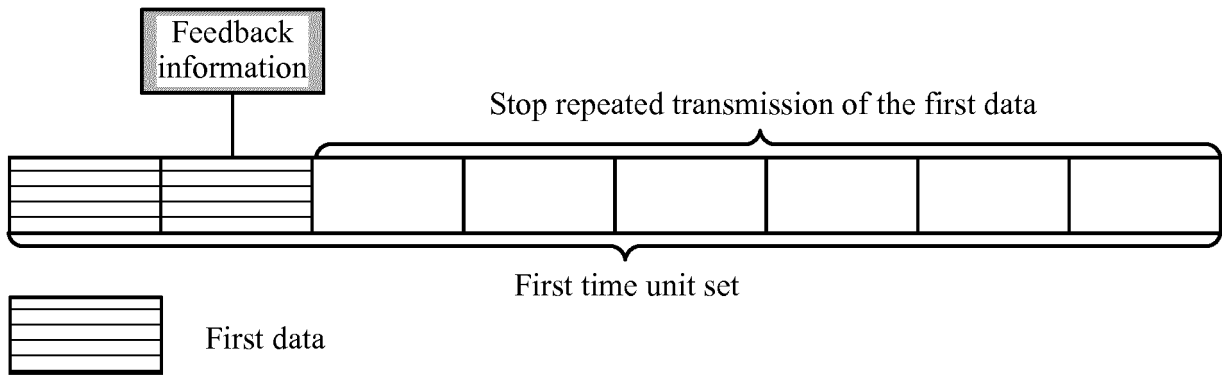 Feedback
information
Stop repeated transmission of the first data
First time unit set
First data